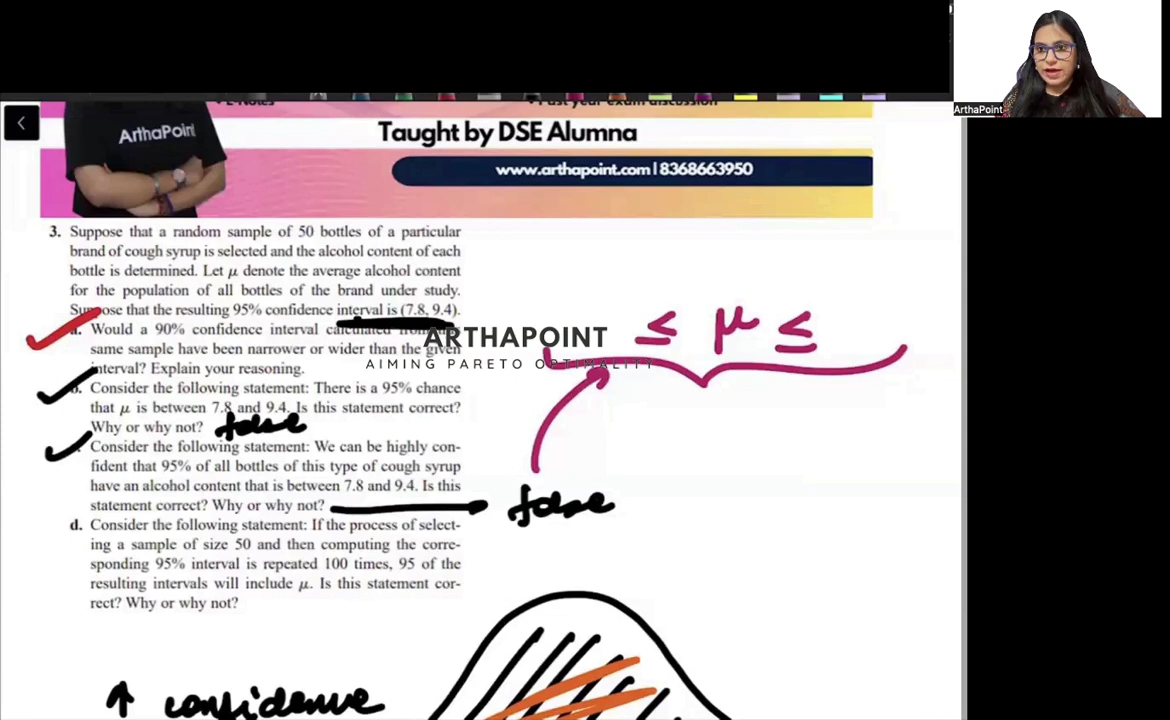 ArthaPoint
ArthaPoint
Taught by DSE Alumna
www.arthapoint.com | 8368663950
3. Suppose that a random sample of 50 bottles of a particular
brand of cough syrup is selected and the alcohol content of each
bottle is determined. Let μ denote the average alcohol content
for the population of all bottles of the brand under study.
Suppose that the resulting 95% confidence interval is (7.8, 9.4).
a. Would a 90% confidence interval calculated from
same sample have been narrower or wider than the given
interval? Explain your reasoning.
ARTHAPOINT
AIMING PARETO OPTIMALITY
≤ μ ≤
b. Consider the following statement: There is a 95% chance
that μ is between 7.8 and 9.4. Is this statement correct?
Why or why not? false
Consider the following statement: We can be highly con-
fident that 95% of all bottles of this type of cough syrup
have an alcohol content that is between 7.8 and 9.4. Is this
statement correct? Why or why not? false
d. Consider the following statement: If the process of select-
ing a sample of size 50 and then computing the corre-
sponding 95% interval is repeated 100 times, 95 of the
resulting intervals will include μ. Is this statement cor-
rect? Why or why not?
↑ confidence